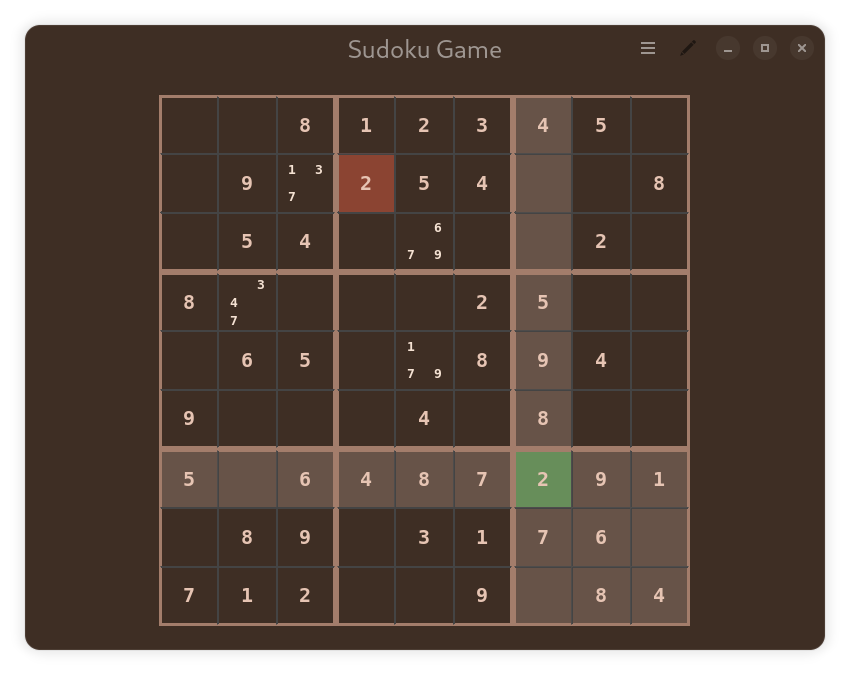 Sudoku Game
8 1 2 3 4 5
9 1 3 7 2 5 4 8
5 4 6 7 9 2
8 3 4 7 2 5
6 5 1 7 9 8 9 4
9 4 8
5 6 4 8 7 2 9 1
8 9 3 1 7 6
7 1 2 9 8 4